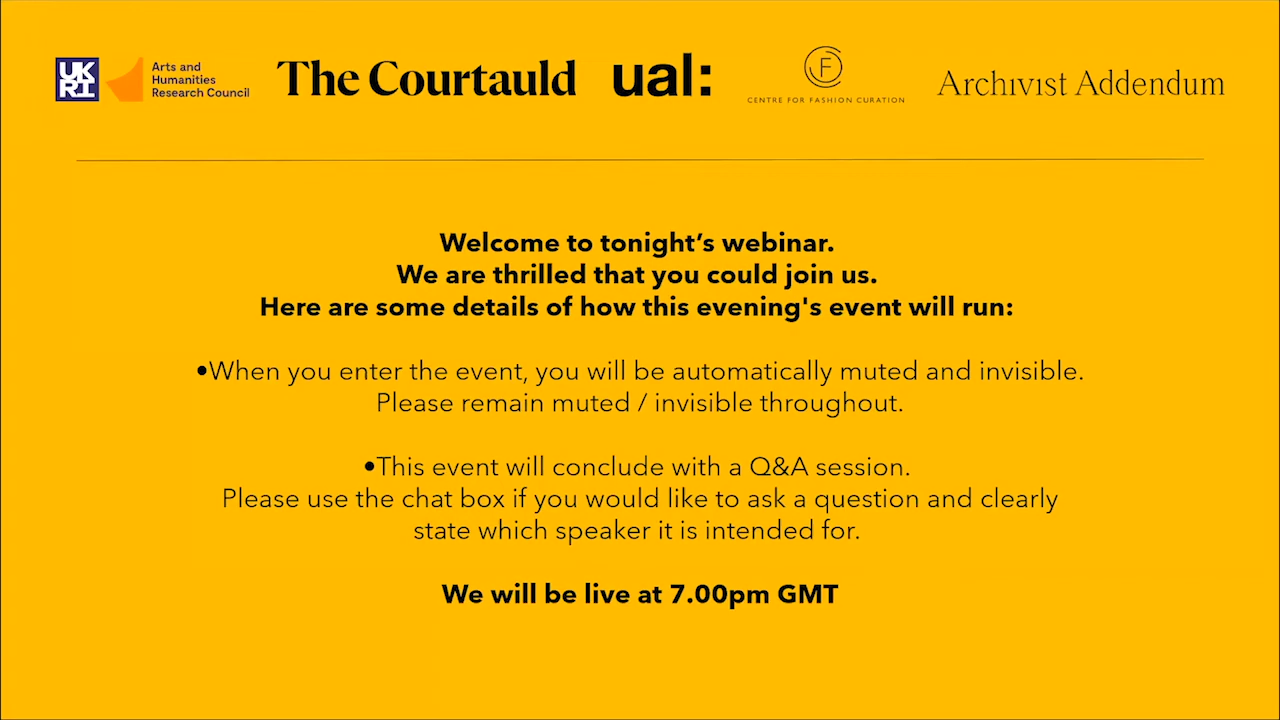 UK
RI
Arts and
Humanities
Research Council
The Courtauld
ual:
CF
CENTRE FOR FASHION CURATION
Archivist Addendum
Welcome to tonight’s webinar.
We are thrilled that you could join us.
Here are some details of how this evening's event will run:
•When you enter the event, you will be automatically muted and invisible.
Please remain muted / invisible throughout.
•This event will conclude with a Q&A session.
Please use the chat box if you would like to ask a question and clearly
state which speaker it is intended for.
We will be live at 7.00pm GMT